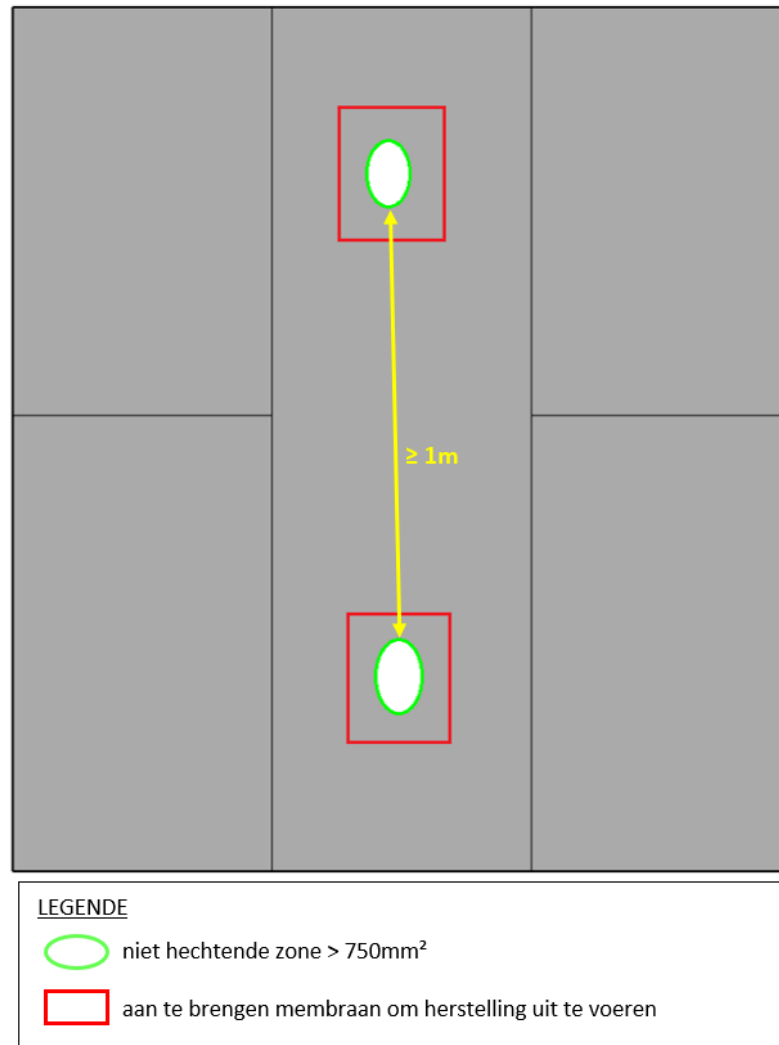 ≥ 1m
LEGENDE
niet hechtende zone > 750mm²
aan te brengen membraan om herstelling uit te voeren